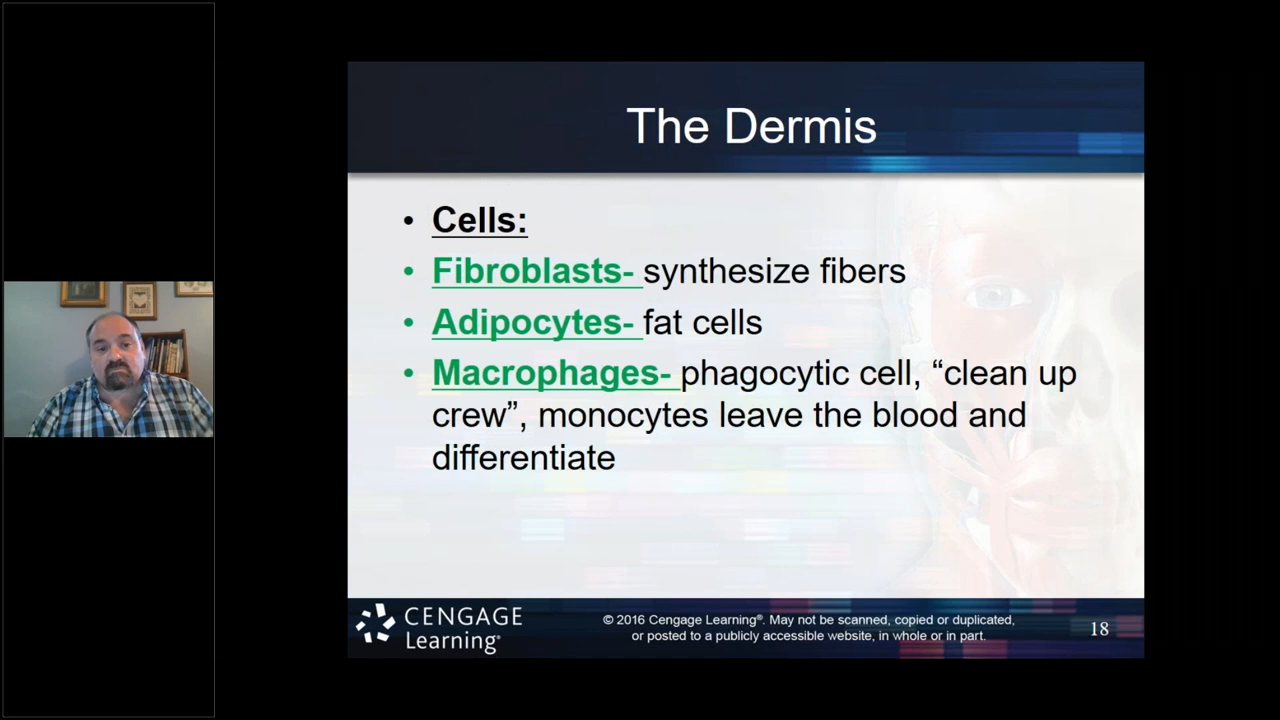 The Dermis
• Cells:
• Fibroblasts- synthesize fibers
• Adipocytes- fat cells
• Macrophages- phagocytic cell, “clean up
crew”, monocytes leave the blood and
differentiate
CENGAGE
Learning®
© 2016 Cengage Learning®. May not be scanned, copied or duplicated,
or posted to a publicly accessible website, in whole or in part.
18